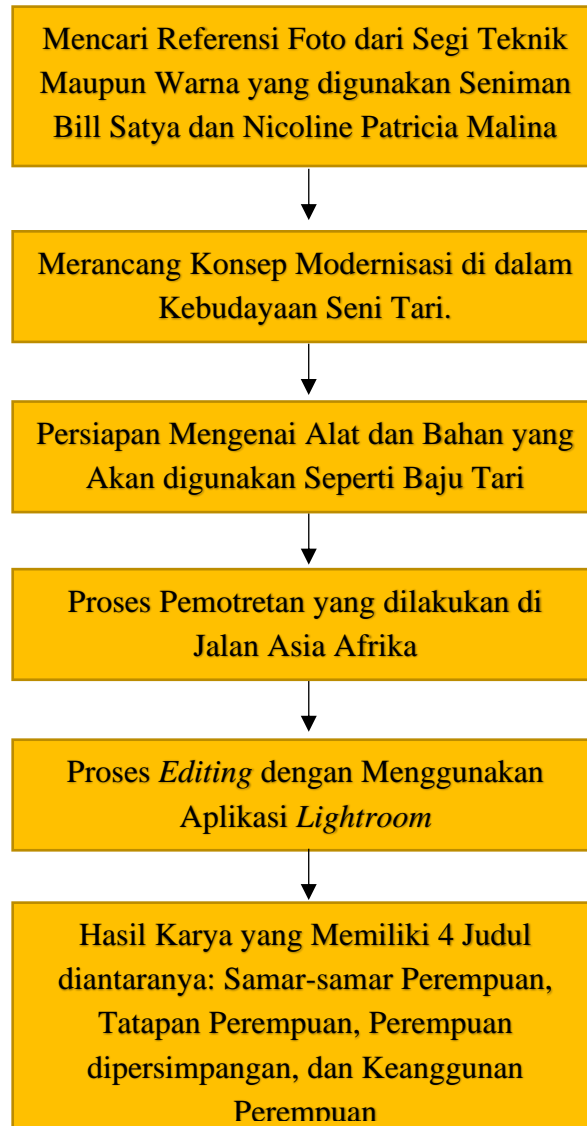 Mencari Referensi Foto dari Segi Teknik
Maupun Warna yang digunakan Seniman
Bill Satya dan Nicoline Patricia Malina
Merancang Konsep Modernisasi di dalam
Kebudayaan Seni Tari.
Persiapan Mengenai Alat dan Bahan yang
Akan digunakan Seperti Baju Tari
Proses Pemotretan yang dilakukan di
Jalan Asia Afrika
Proses Editing dengan Menggunakan
Aplikasi Lightroom
Hasil Karya yang Memiliki 4 Judul
diantaranya: Samar-samar Perempuan,
Tatapan Perempuan, Perempuan
dipersimpangan, dan Keanggunan
Perempuan